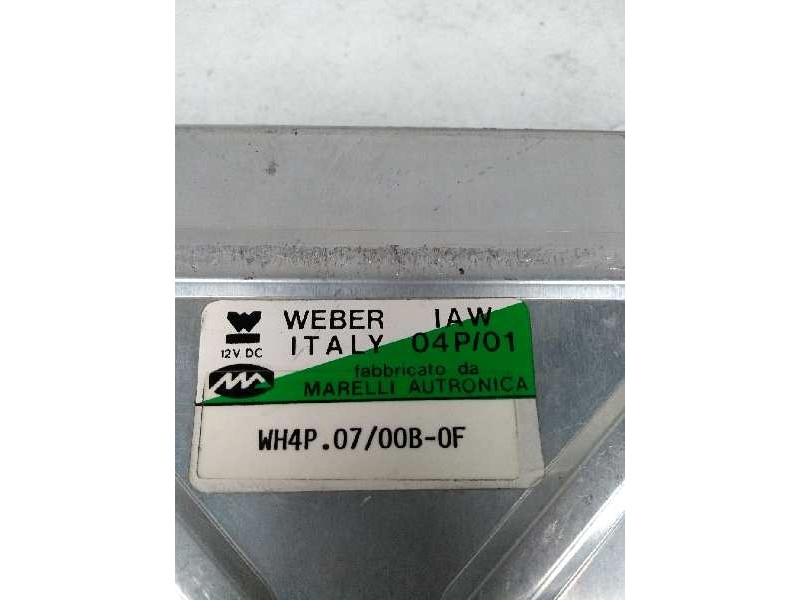 WEBER IAW
ITALY 04P/01
12V DC
fabbricato da
MARELLI AUTRONICA
WH4P.07/00B-0F